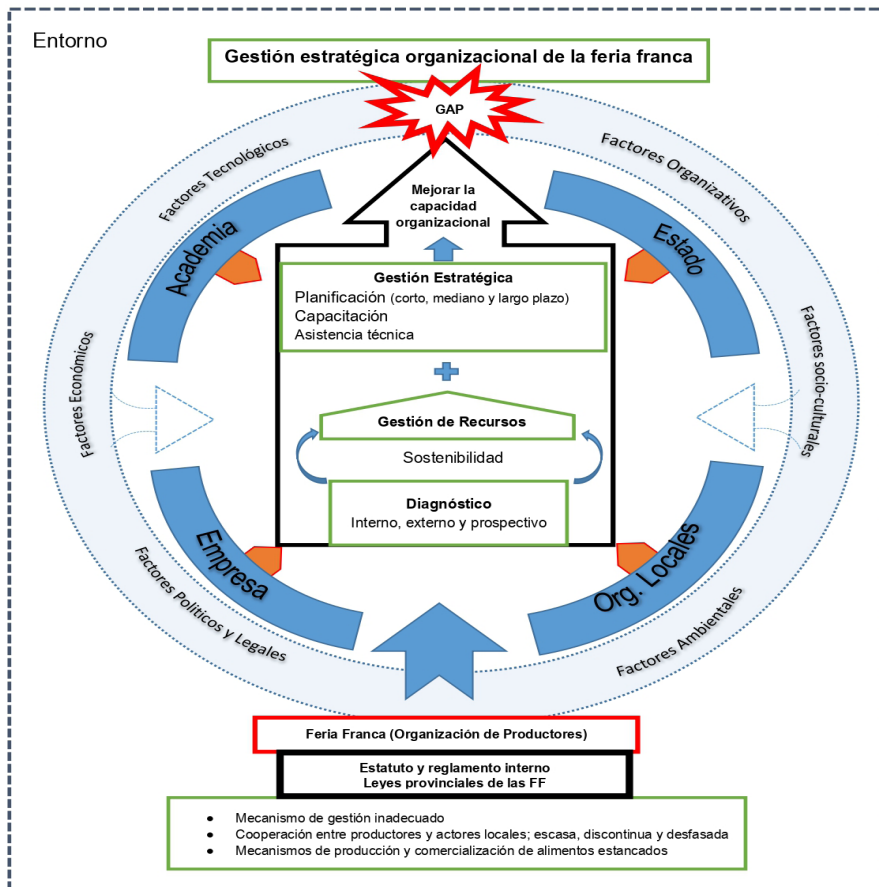 Entorno
Gestión estratégica organizacional de la feria franca
GAP
Factores Tecnológicos
Factores Organizativos
Mejorar la
capacidad
organizacional
Academia
Estado
Gestión Estratégica
Planificación (corto, mediano y largo plazo)
Capacitación
Asistencia técnica
Factores Económicos
Factores socio-culturales
Gestión de Recursos
Sostenibilidad
Diagnóstico
Interno, externo y prospectivo
Empresa
Org. Locales
Factores Políticos y Legales
Factores Ambientales
Feria Franca (Organización de Productores)
Estatuto y reglamento interno
Leyes provinciales de las FF
• Mecanismo de gestión inadecuado
• Cooperación entre productores y actores locales; escasa, discontinua y desfasada
• Mecanismos de producción y comercialización de alimentos estancados